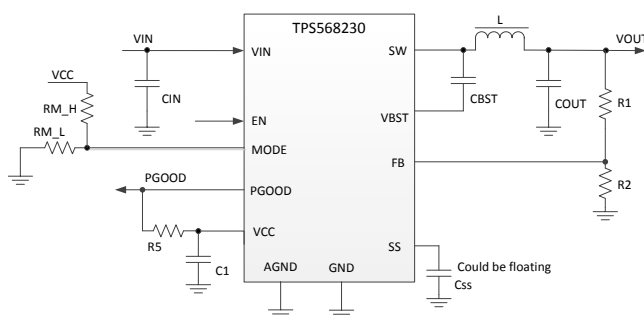 TPS568230
VIN
VIN
SW
L
VOUT
VCC
CIN
CBST
COUT
R1
RM_H
EN
VBST
RM_L
MODE
FB
PGOOD
PGOOD
R2
R5
VCC
SS
C1
AGND
GND
Could be floating
Css